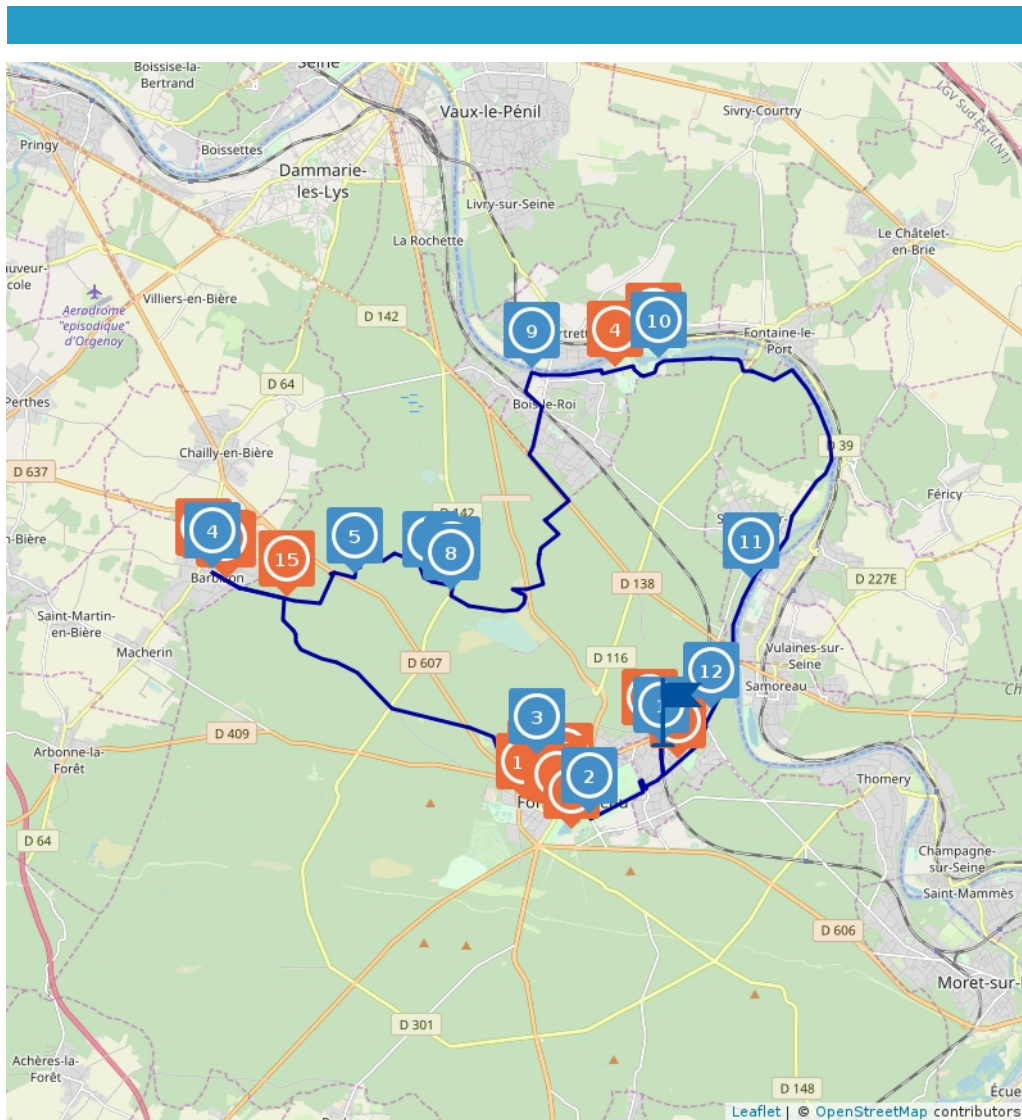 Boissise-la-
Bertrand
Seine
Vaux-le-Pénil
Sivry-Courtry
LGV Sud-Est (LN1)
Pringy
Boissettes
Dammarie-
les-Lys
Livry-sur-Seine
La Rochette
Le Châtelet-
en-Brie
Villiers-en-Bière
Aerodrome
"episodique"
d'Orgenoy
D 142
9
4
10
Fontaine-le-
Port
D 64
Perthes
Bois-le-Roi
D 39
Chailly-en-Bière
D 637
Féricy
D 142
4
5
8
11
15
Barbizon
D 138
D 227E
Saint-Martin-
en-Bière
Macherin
D 607
D 116
12
Vulaines-sur-
Seine
Samoreau
3
1
1
D 409
Arbonne-la-
Forêt
2
Thomery
D 64
Champagne-
sur-Seine
Saint-Mammès
D 606
Moret-sur-
D 301
Achères-la-
Forêt
D 148
Leaflet | © OpenStreetMap contributors